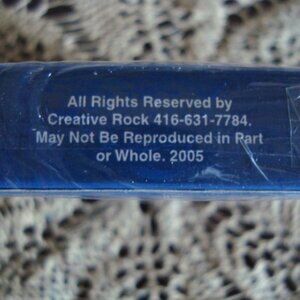 All Rights Reserved by
Creative Rock 416-631-7784.
May Not Be Reproduced in Part
or Whole. 2005